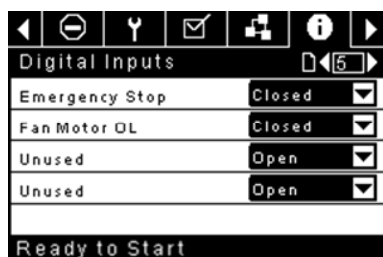 Digital Inputs 5
Emergency Stop Closed
Fan Motor OL Closed
Unused Open
Unused Open
Ready to Start